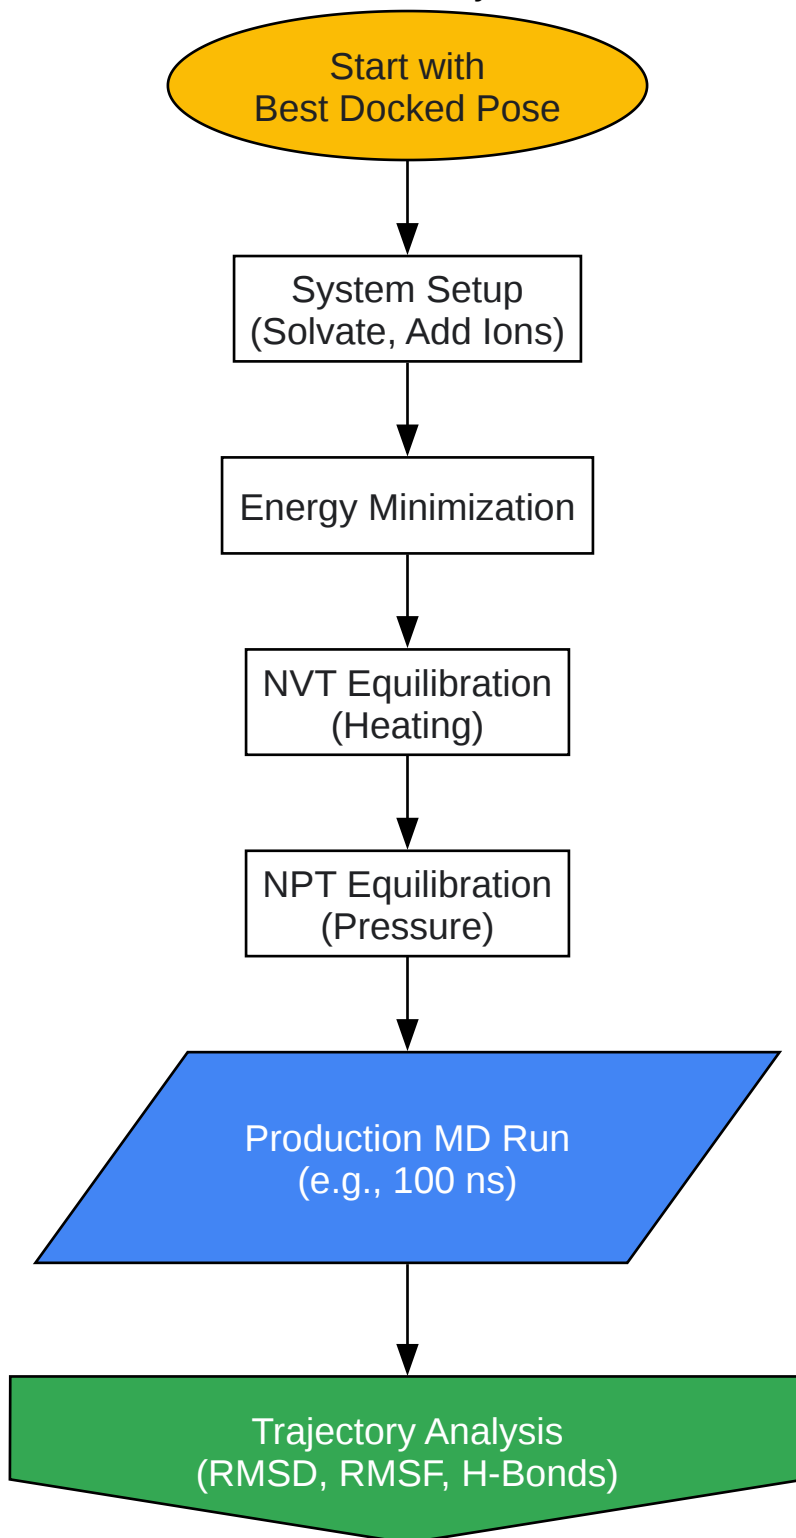 Start with
Best Docked Pose
System Setup
(Solvate, Add Ions)
Energy Minimization
NVT Equilibration
(Heating)
NPT Equilibration
(Pressure)
Production MD Run
(e.g., 100 ns)
Trajectory Analysis
(RMSD, RMSF, H-Bonds)